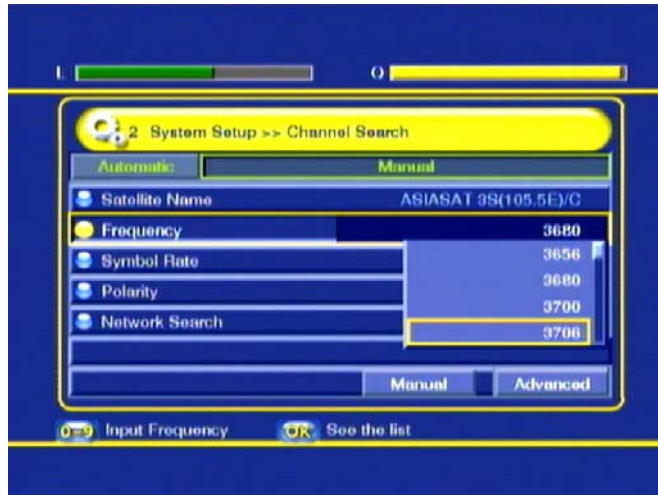 L Q
2 System Setup >> Channel Search
Automatic Manual
Satellite Name ASIASAT 3S(105.5E)/C
Frequency 3680
3656
Symbol Rate
3680
Polarity
3700
Network Search
3706
Manual Advanced
0~9 Input Frequency OK See the list